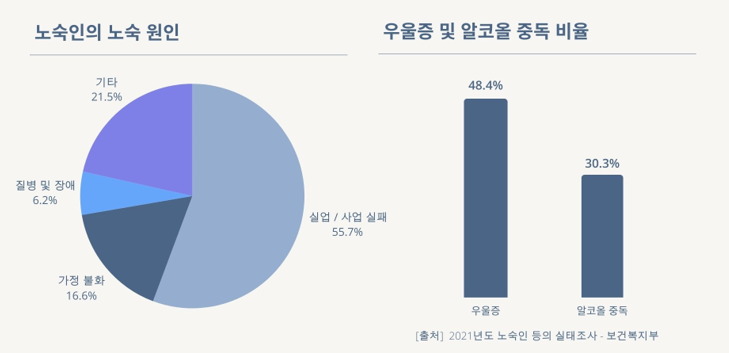 노숙인의 노숙 원인
기타
21.5%
질병 및 장애
6.2%
실업 / 사업 실패
55.7%
가정 불화
16.6%
우울증 및 알코올 중독 비율
48.4%
30.3%
우울증
알코올 중독
[출처] 2021년도 노숙인 등의 실태조사 - 보건복지부